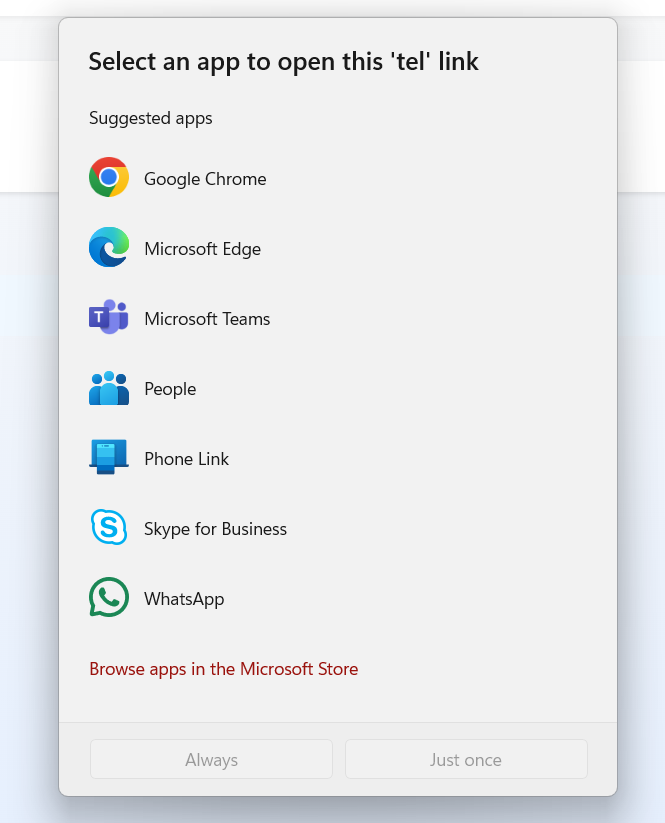 Select an app to open this 'tel' link
Suggested apps
Google Chrome
Microsoft Edge
T
Microsoft Teams
People
Phone Link
S
Skype for Business
WhatsApp
Browse apps in the Microsoft Store
Always
Just once